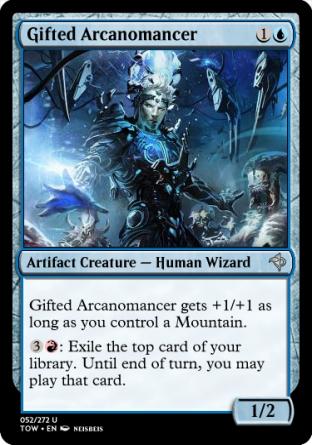 Gifted Arcanomancer 1
Artifact Creature — Human Wizard
Gifted Arcanomancer gets +1/+1 as
long as you control a Mountain.
3 : Exile the top card of your
library. Until end of turn, you may
play that card.
052/272 U
TOW • EN NEISBEIS
1/2